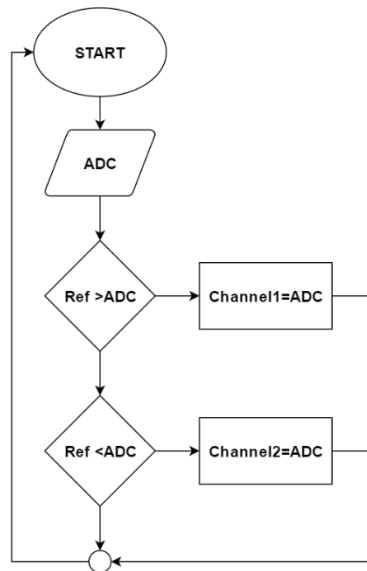 START
ADC
Ref >ADC
Channel1=ADC
Ref <ADC
Channel2=ADC